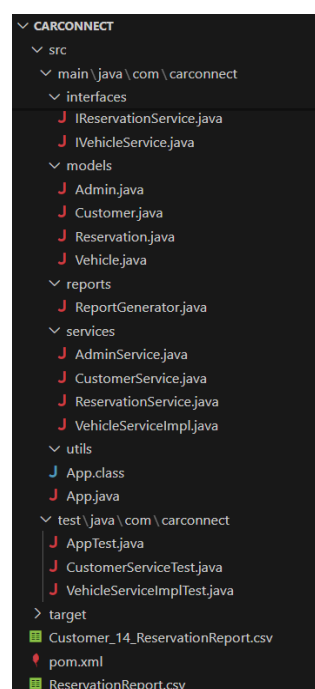 CARCONNECT
src
main\java\com\carconnect
interfaces
IReservationService.java
IVehicleService.java
models
Admin.java
Customer.java
Reservation.java
Vehicle.java
reports
ReportGenerator.java
services
AdminService.java
CustomerService.java
ReservationService.java
VehicleServiceImpl.java
utils
App.class
App.java
test\java\com\carconnect
AppTest.java
CustomerServiceTest.java
VehicleServiceImplTest.java
target
Customer_14_ReservationReport.csv
pom.xml
ReservationReport.csv